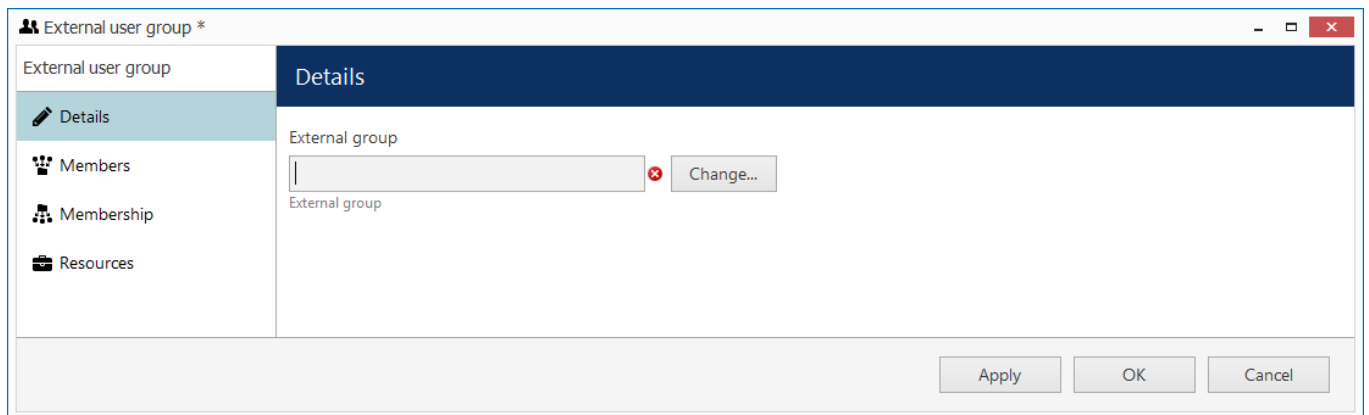 External user group *
External user group
Details
Details
Members
Membership
Resources
External group
Change...
External group
Apply
OK
Cancel